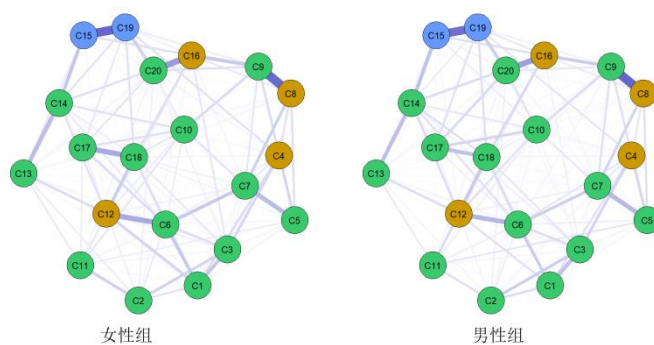 C15 C19 C15 C19
C16 C16
C20 C9 C20 C9
C8 C8
C14 C14
C10 C10
C17 C18 C4 C17 C18 C4
C13 C7 C13 C7
C12 C6 C5 C12 C6 C5
C11 C3 C11 C3
C2 C1 C2 C1
女性组 男性组